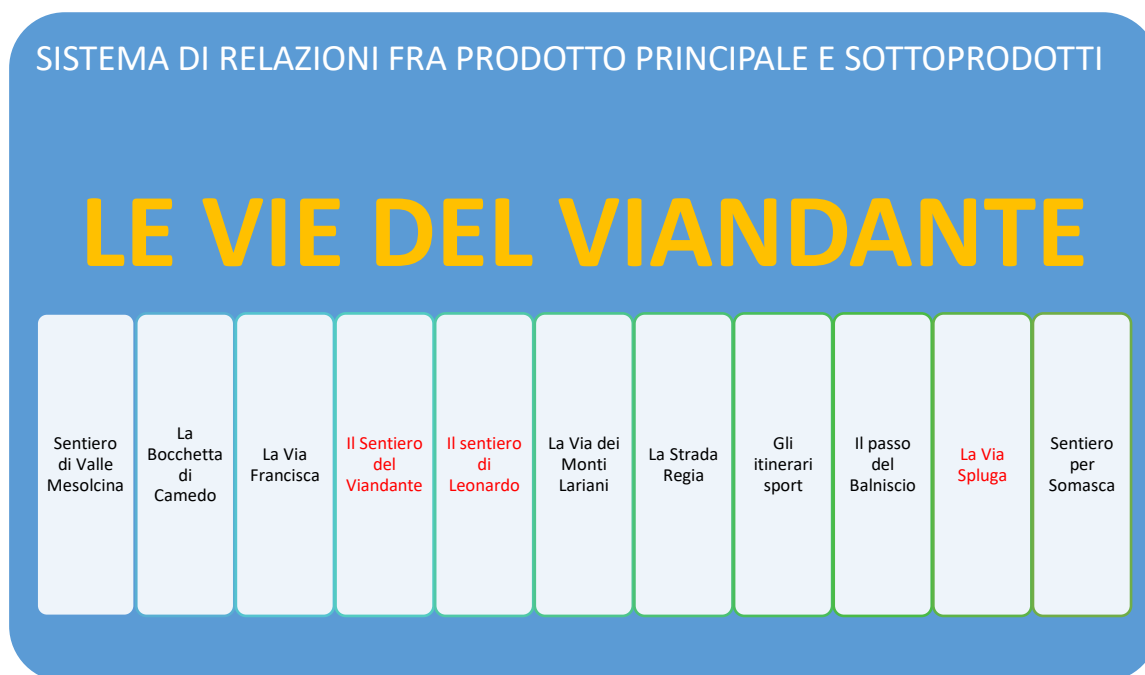 SISTEMA DI RELAZIONI FRA PRODOTTO PRINCIPALE E SOTTOPRODOTTI
LE VIE DEL VIANDANTE
Sentiero
di Valle
Mesolcina
La
Bocchetta
di
Camedo
La Via
Francisca
Il Sentiero
del
Viandante
Il sentiero
di
Leonardo
La Via dei
Monti
Lariani
La Strada
Regia
Gli
itinerari
sport
Il passo
del
Balniscio
La Via
Spluga
Sentiero
per
Somasca